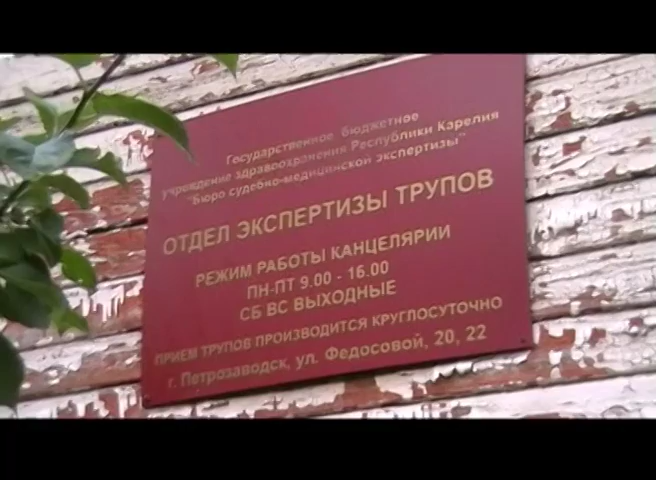 Государственное бюджетное
учреждение здравоохранения Республики Карелия
"Бюро судебно-медицинской экспертизы"
ОТДЕЛ ЭКСПЕРТИЗЫ ТРУПОВ
РЕЖИМ РАБОТЫ КАНЦЕЛЯРИИ
ПН-ПТ 9.00 - 16.00
СБ ВС ВЫХОДНЫЕ
ПРИЕМ ТРУПОВ ПРОИЗВОДИТСЯ КРУГЛОСУТОЧНО
г. Петрозаводск, ул. Федосовой, 20, 22